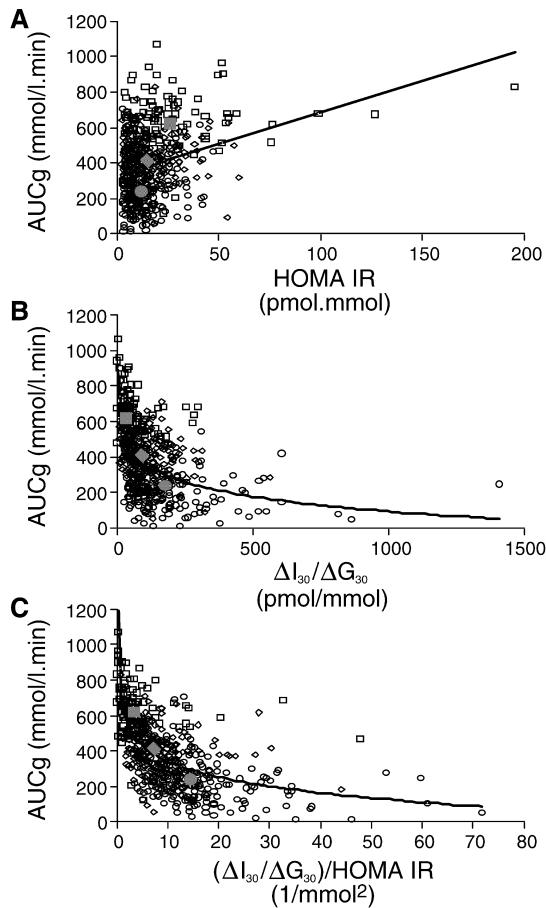 A
1200
1000
800
600
400
200
0
AUCg (mmol/l.min)
0 50 100 150 200
HOMA IR
(pmol.mmol)
B
1200
1000
800
600
400
200
0
AUCg (mmol/l.min)
0 500 1000 1500
ΔI₃₀/ΔG₃₀
(pmol/mmol)
C
1200
1000
800
600
400
200
0
AUCg (mmol/l.min)
0 10 20 30 40 50 60 70 80
(ΔI₃₀/ΔG₃₀)/HOMA IR
(1/mmol²)